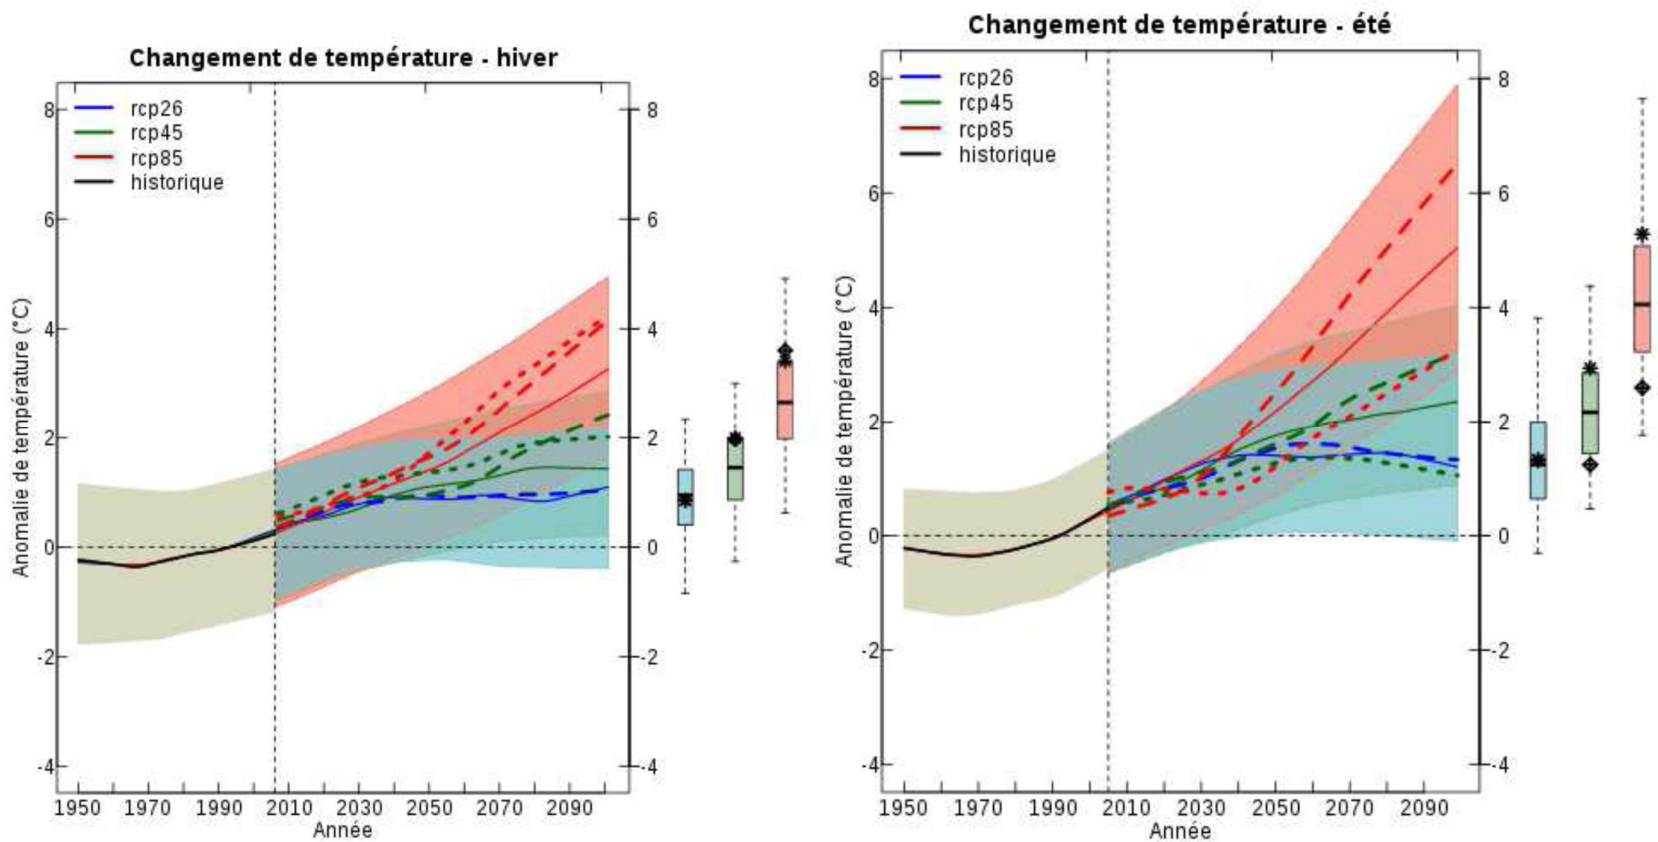 Changement de température - hiver
rcp26
rcp45
rcp85
historique
8 8
6 6
4 4
2 2
0 0
-2 -2
-4 -4
Anomalie de température (°C)
1950 1970 1990 2010 2030 2050 2070 2090
Année
Changement de température - été
rcp26
rcp45
rcp85
historique
8 8
6 6
4 4
2 2
0 0
-2 -2
-4 -4
Anomalie de température (°C)
1950 1970 1990 2010 2030 2050 2070 2090
Année